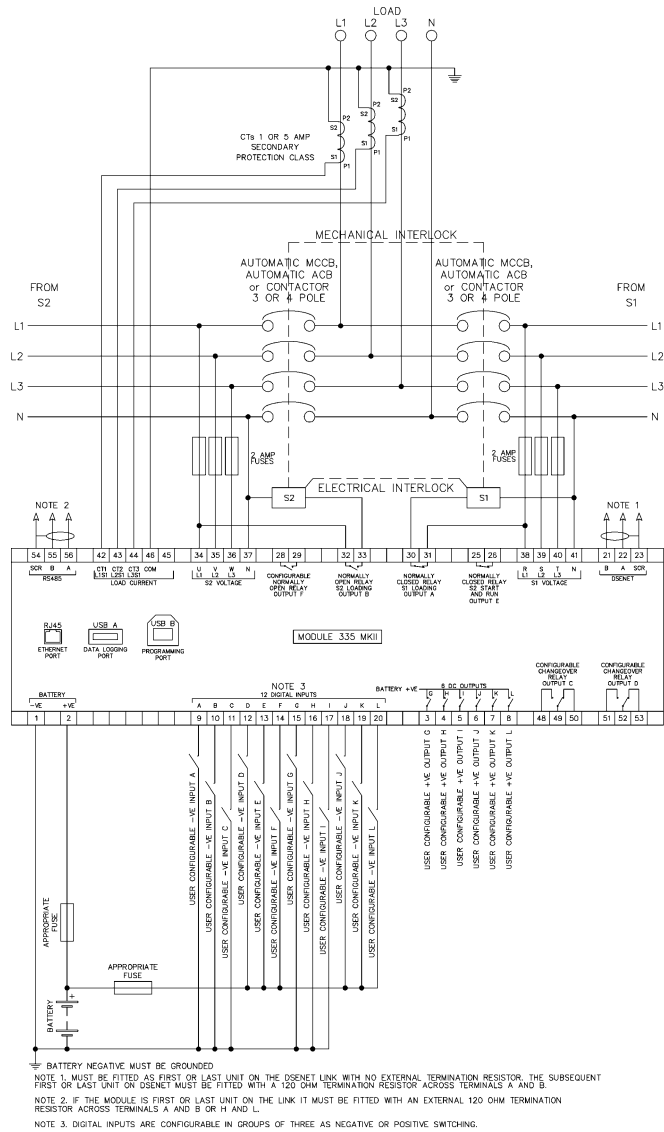 LOAD
L1 L2 L3 N
P2
S2
P2
S2
P2
S2
CTs 1 OR 5 AMP
SECONDARY
PROTECTION CLASS
S1
P1
S1
P1
S1
P1
MECHANICAL INTERLOCK
AUTOMATIC MCCB,
AUTOMATIC ACB
or CONTACTOR
3 OR 4 POLE
AUTOMATIC MCCB,
AUTOMATIC ACB
or CONTACTOR
3 OR 4 POLE
FROM
S2
FROM
S1
L1 L1
L2 L2
L3 L3
N N
2 AMP
FUSES
2 AMP
FUSES
ELECTRICAL INTERLOCK
S2 S1
NOTE 2
NOTE 1
54 55 56 42 43 44 46 45 34 35 36 37 28 29 32 33 30 31 25 26 38 39 40 41 21 22 23
SCR B A
RS485
CT1 CT2 CT3 COM
L1S1 L2S1 L3S1
LOAD CURRENT
U V W N
L1 L2 L3
S2 VOLTAGE
CONFIGURABLE
NORMALLY
OPEN RELAY
OUTPUT F
NORMALLY
OPEN RELAY
S2 LOADING
OUTPUT B
NORMALLY
CLOSED RELAY
S1 LOADING
OUTPUT A
NORMALLY
CLOSED RELAY
S2 START
AND RUN
OUTPUT E
R S T N
L1 L2 L3
S1 VOLTAGE
B A SCR
DSENET
RJ45
ETHERNET
PORT
USB A
DATA LOGGING
PORT
USB B
PROGRAMMING
PORT
MODULE 335 MKII
BATTERY
-VE +VE
NOTE 3
12 DIGITAL INPUTS
A B C D E F G H I J K L
BATTERY +VE
6 DC OUTPUTS
G H I J K L
CONFIGURABLE
CHANGEOVER
RELAY
OUTPUT C
CONFIGURABLE
CHANGEOVER
RELAY
OUTPUT D
1 2 9 10 11 12 13 14 15 16 17 18 19 20 3 4 5 6 7 8 48 49 50 51 52 53
USER CONFIGURABLE -VE INPUT A
USER CONFIGURABLE -VE INPUT B
USER CONFIGURABLE -VE INPUT C
USER CONFIGURABLE -VE INPUT D
USER CONFIGURABLE -VE INPUT E
USER CONFIGURABLE -VE INPUT F
USER CONFIGURABLE -VE INPUT G
USER CONFIGURABLE -VE INPUT H
USER CONFIGURABLE -VE INPUT I
USER CONFIGURABLE -VE INPUT J
USER CONFIGURABLE -VE INPUT K
USER CONFIGURABLE -VE INPUT L
USER CONFIGURABLE +VE OUTPUT G
USER CONFIGURABLE +VE OUTPUT H
USER CONFIGURABLE +VE OUTPUT I
USER CONFIGURABLE +VE OUTPUT J
USER CONFIGURABLE +VE OUTPUT K
USER CONFIGURABLE +VE OUTPUT L
APPROPRIATE
FUSE
APPROPRIATE
FUSE
BATTERY
+
-
BATTERY NEGATIVE MUST BE GROUNDED
NOTE 1. MUST BE FITTED AS FIRST OR LAST UNIT ON THE DSENET LINK WITH NO EXTERNAL TERMINATION RESISTOR. THE SUBSEQUENT
FIRST OR LAST UNIT ON DSENET MUST BE FITTED WITH A 120 OHM TERMINATION RESISTOR ACROSS TERMINALS A AND B.
NOTE 2. IF THE MODULE IS FIRST OR LAST UNIT ON THE LINK IT MUST BE FITTED WITH AN EXTERNAL 120 OHM TERMINATION
RESISTOR ACROSS TERMINALS A AND B OR H AND L.
NOTE 3. DIGITAL INPUTS ARE CONFIGURABLE IN GROUPS OF THREE AS NEGATIVE OR POSITIVE SWITCHING.